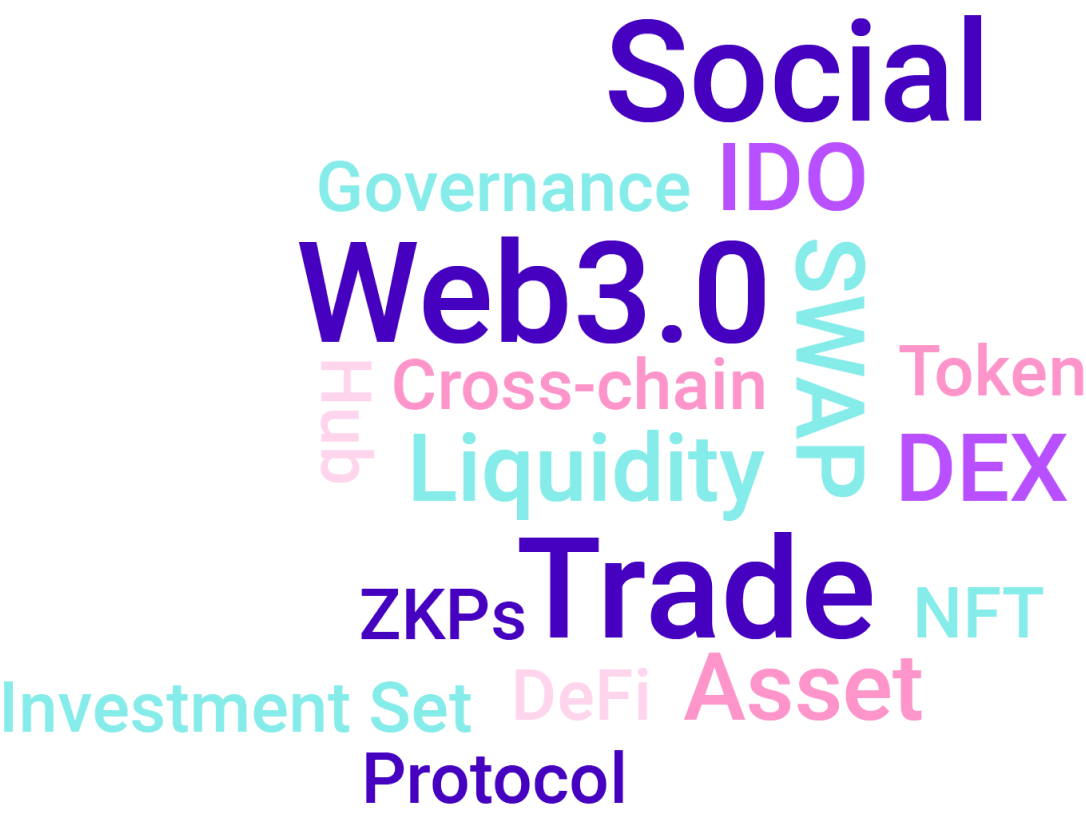 Social
Governance IDO
Web3.0
SWAP
Hub
Cross-chain
Token
Liquidity
DEX
Trade
ZKPs
NFT
Investment Set
DeFi
Asset
Protocol